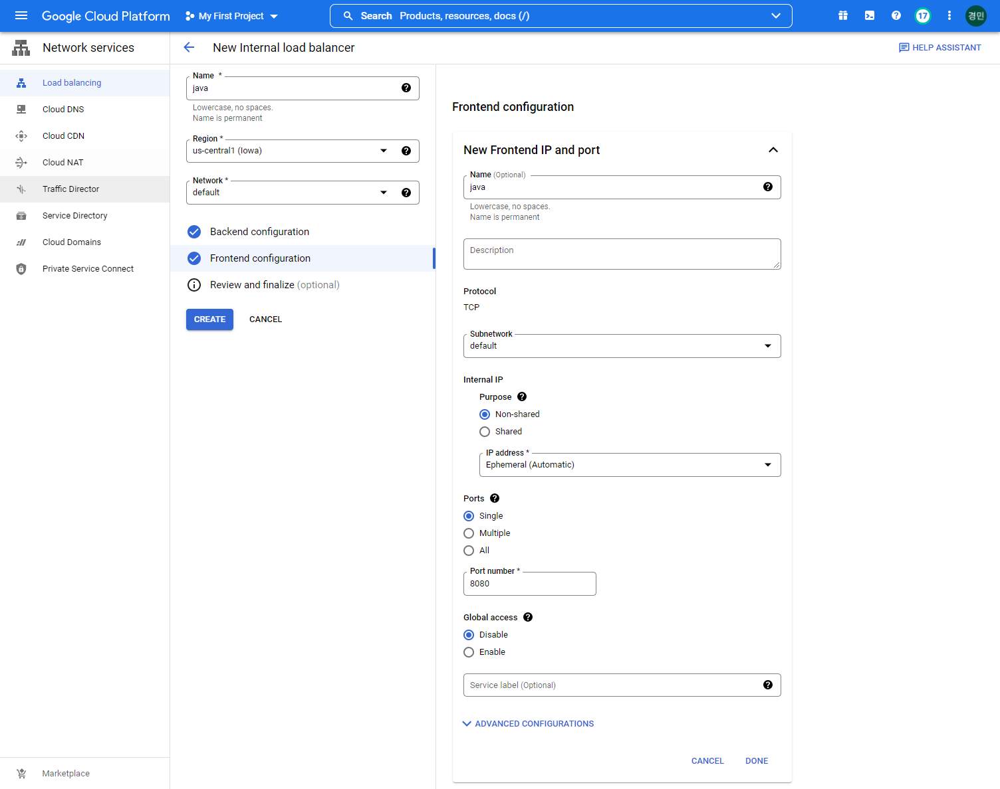 Google Cloud Platform
My First Project
Search Products, resources, docs (/)
17
경민
Network services
New Internal load balancer
HELP ASSISTANT
Load balancing
Cloud DNS
Cloud CDN
Cloud NAT
Traffic Director
Service Directory
Cloud Domains
Private Service Connect
Marketplace
Name *
java
Lowercase, no spaces.
Name is permanent
Region *
us-central1 (Iowa)
Network *
default
Backend configuration
Frontend configuration
Review and finalize (optional)
CREATE
CANCEL
Frontend configuration
New Frontend IP and port
Name (Optional)
java
Lowercase, no spaces.
Name is permanent
Description
Protocol
TCP
Subnetwork
default
Internal IP
Purpose
Non-shared
Shared
IP address *
Ephemeral (Automatic)
Ports
Single
Multiple
All
Port number *
8080
Global access
Disable
Enable
Service label (Optional)
ADVANCED CONFIGURATIONS
CANCEL
DONE